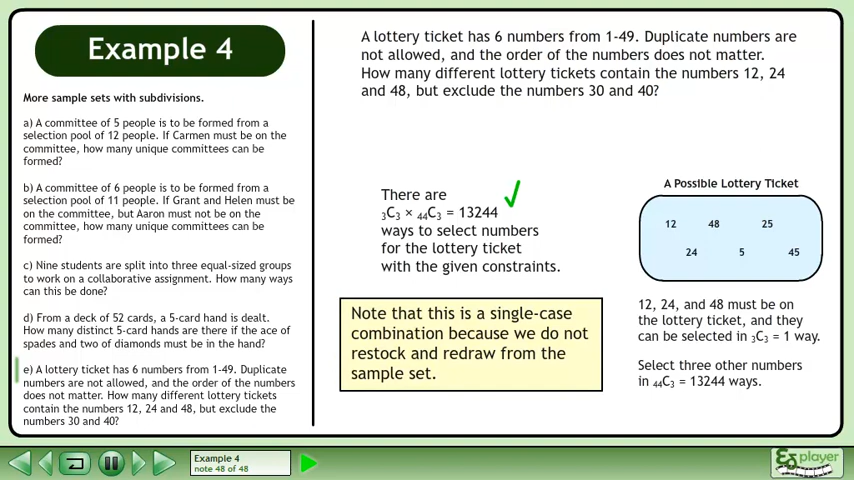 Example 4
More sample sets with subdivisions.
a) A committee of 5 people is to be formed from a
selection pool of 12 people. If Carmen must be on the
committee, how many unique committees can be
formed?
b) A committee of 6 people is to be formed from a
selection pool of 11 people. If Grant and Helen must be
on the committee, but Aaron must not be on the
committee, how many unique committees can be
formed?
c) Nine students are split into three equal-sized groups
to work on a collaborative assignment. How many ways
can this be done?
d) From a deck of 52 cards, a 5-card hand is dealt.
How many distinct 5-card hands are there if the ace of
spades and two of diamonds must be in the hand?
e) A lottery ticket has 6 numbers from 1-49. Duplicate
numbers are not allowed, and the order of the numbers
does not matter. How many different lottery tickets
contain the numbers 12, 24 and 48, but exclude the
numbers 30 and 40?
A lottery ticket has 6 numbers from 1-49. Duplicate numbers are
not allowed, and the order of the numbers does not matter.
How many different lottery tickets contain the numbers 12, 24
and 48, but exclude the numbers 30 and 40?
There are
₃C₃ × ₄₄C₃ = 13244
ways to select numbers
for the lottery ticket
with the given constraints.
Note that this is a single-case
combination because we do not
restock and redraw from the
sample set.
A Possible Lottery Ticket
12 48 25
24 5 45
12, 24, and 48 must be on
the lottery ticket, and they
can be selected in ₃C₃ = 1 way.
Select three other numbers
in ₄₄C₃ = 13244 ways.
Example 4
note 48 of 48
player